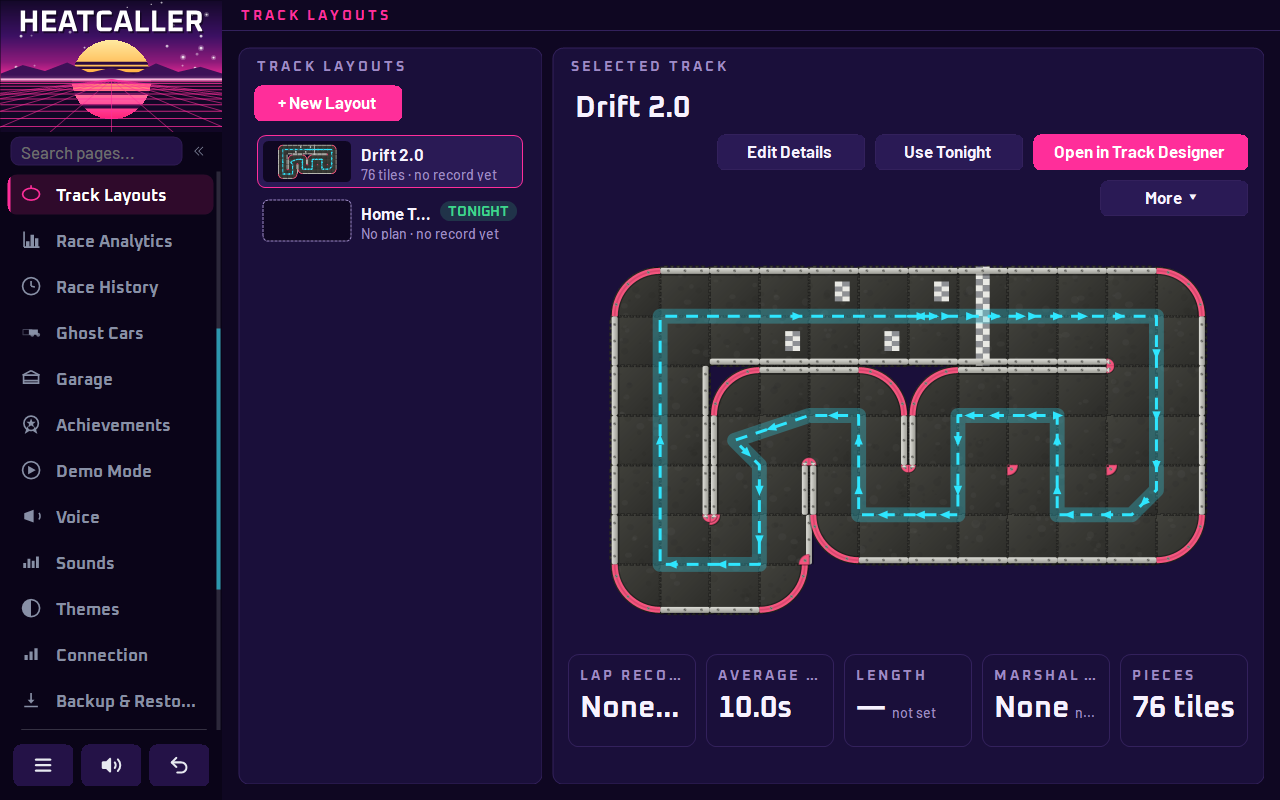 HEATCALLER
TRACK LAYOUTS
Search pages...
«
Track Layouts
Race Analytics
Race History
Ghost Cars
Garage
Achievements
Demo Mode
Voice
Sounds
Themes
Connection
Backup & Resto...
TRACK LAYOUTS
+ New Layout
Drift 2.0
76 tiles · no record yet
Home T... TONIGHT
No plan · no record yet
SELECTED TRACK
Drift 2.0
Edit Details
Use Tonight
Open in Track Designer
More ▼
LAP RECO...
None...
AVERAGE ...
10.0s
LENGTH
— not set
MARSHAL ...
None n...
PIECES
76 tiles